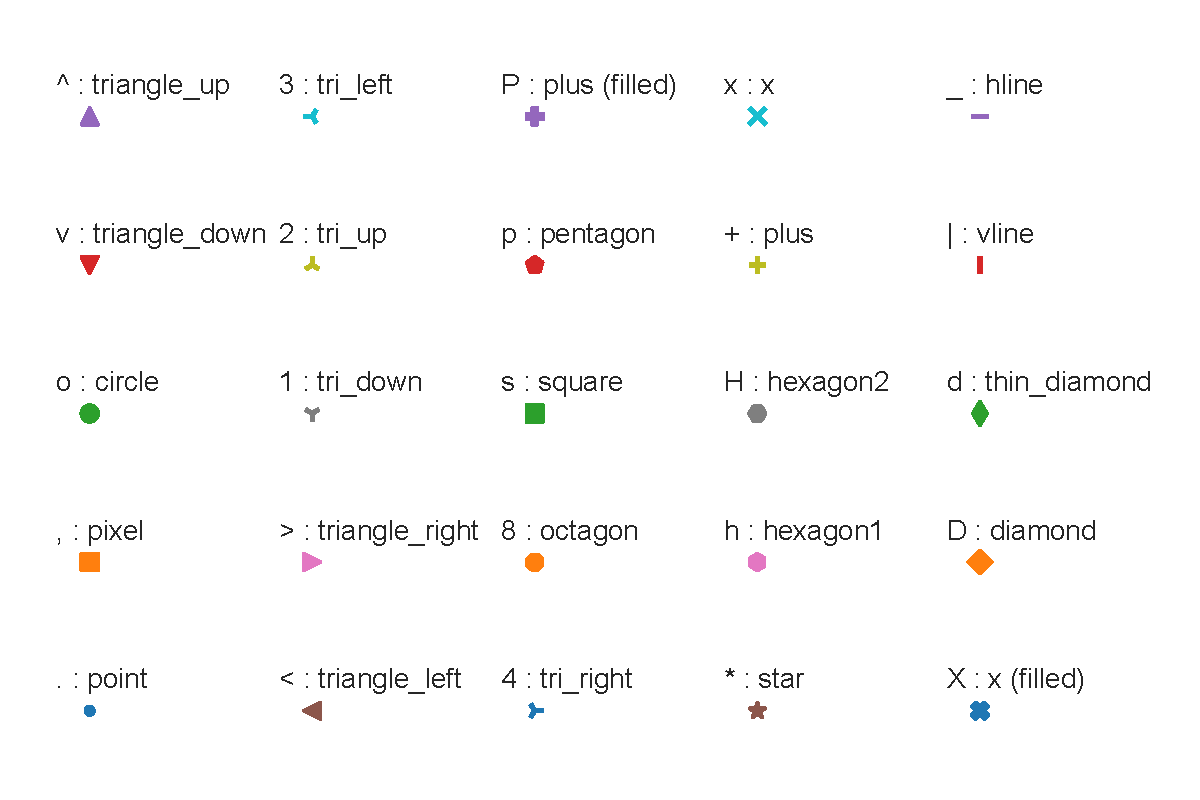 ^ : triangle_up
3 : tri_left
P : plus (filled)
x : x
_ : hline
v : triangle_down
2 : tri_up
p : pentagon
+ : plus
| : vline
o : circle
1 : tri_down
s : square
H : hexagon2
d : thin_diamond
, : pixel
> : triangle_right
8 : octagon
h : hexagon1
D : diamond
. : point
< : triangle_left
4 : tri_right
* : star
X : x (filled)